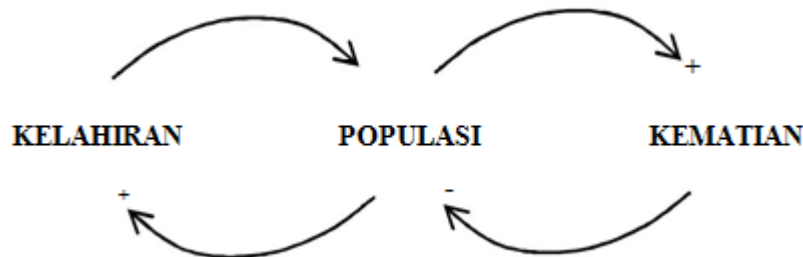 +
KELAHIRAN POPULASI KEMATIAN
+ -